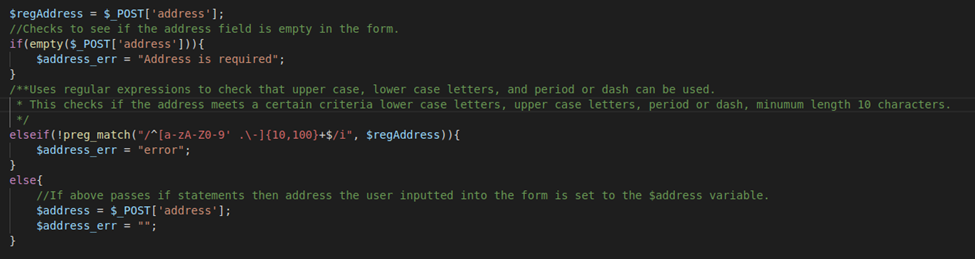 $regAddress = $_POST['address'];
//Checks to see if the address field is empty in the form.
if(empty($_POST['address'])){
    $address_err = "Address is required";
}
/**Uses regular expressions to check that upper case, lower case letters, and period or dash can be used.
 * This checks if the address meets a certain criteria lower case letters, upper case letters, period or dash, minumum length 10 characters.
 */
elseif(!preg_match("/^[a-zA-Z0-9' .\-]{10,100}+$/i", $regAddress)){
    $address_err = "error";
}
else{
    //If above passes if statements then address the user inputted into the form is set to the $address variable.
    $address = $_POST['address'];
    $address_err = "";
}